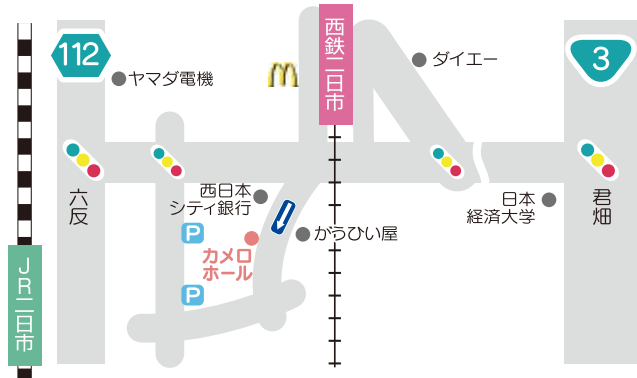 112
ヤマダ電機
西鉄二日市
ダイエー
3
六反
西日本
シティ銀行
日本
経済大学
君畑
P
かうひい屋
カメロ
ホール
P
JR二日市